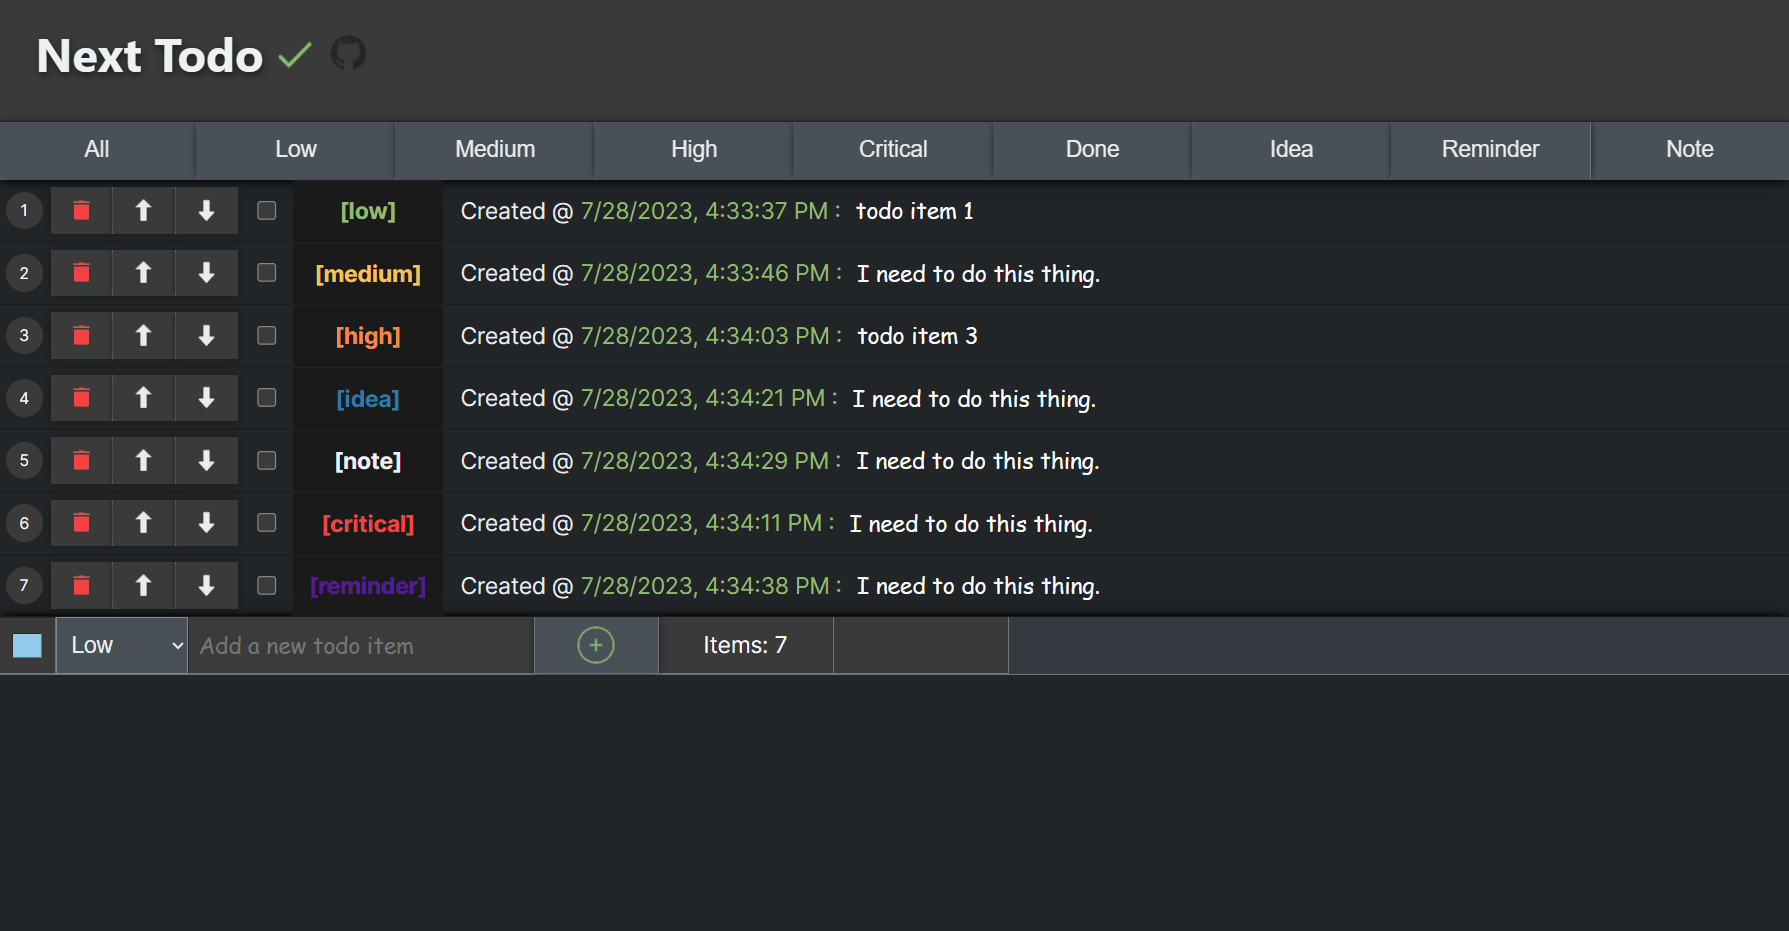 Next Todo
All Low Medium High Critical Done Idea Reminder Note
1 [low] Created @ 7/28/2023, 4:33:37 PM : todo item 1
2 [medium] Created @ 7/28/2023, 4:33:46 PM : I need to do this thing.
3 [high] Created @ 7/28/2023, 4:34:03 PM : todo item 3
4 [idea] Created @ 7/28/2023, 4:34:21 PM : I need to do this thing.
5 [note] Created @ 7/28/2023, 4:34:29 PM : I need to do this thing.
6 [critical] Created @ 7/28/2023, 4:34:11 PM : I need to do this thing.
7 [reminder] Created @ 7/28/2023, 4:34:38 PM : I need to do this thing.
Low Add a new todo item Items: 7